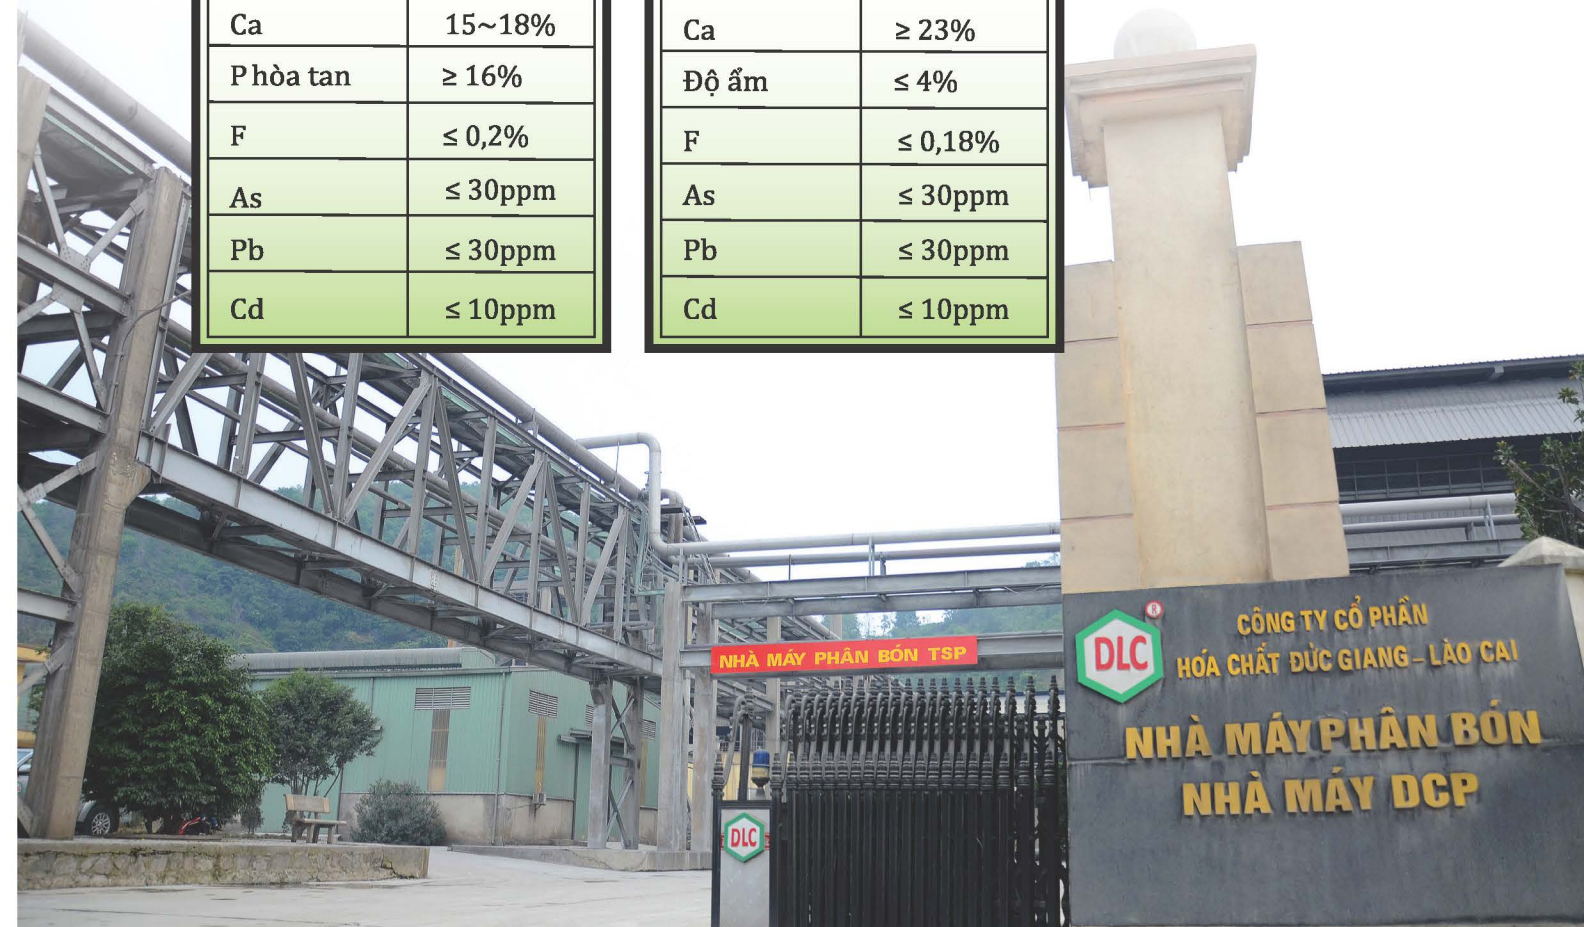 Ca 15~18%
P hòa tan ≥ 16%
F ≤ 0,2%
As ≤ 30ppm
Pb ≤ 30ppm
Cd ≤ 10ppm
Ca ≥ 23%
Độ ẩm ≤ 4%
F ≤ 0,18%
As ≤ 30ppm
Pb ≤ 30ppm
Cd ≤ 10ppm
NHÀ MÁY PHÂN BÓN TSP
DLC
DLC ®
CÔNG TY CỔ PHẦN
HÓA CHẤT ĐỨC GIANG – LÀO CAI
NHÀ MÁY PHÂN BÓN
NHÀ MÁY DCP